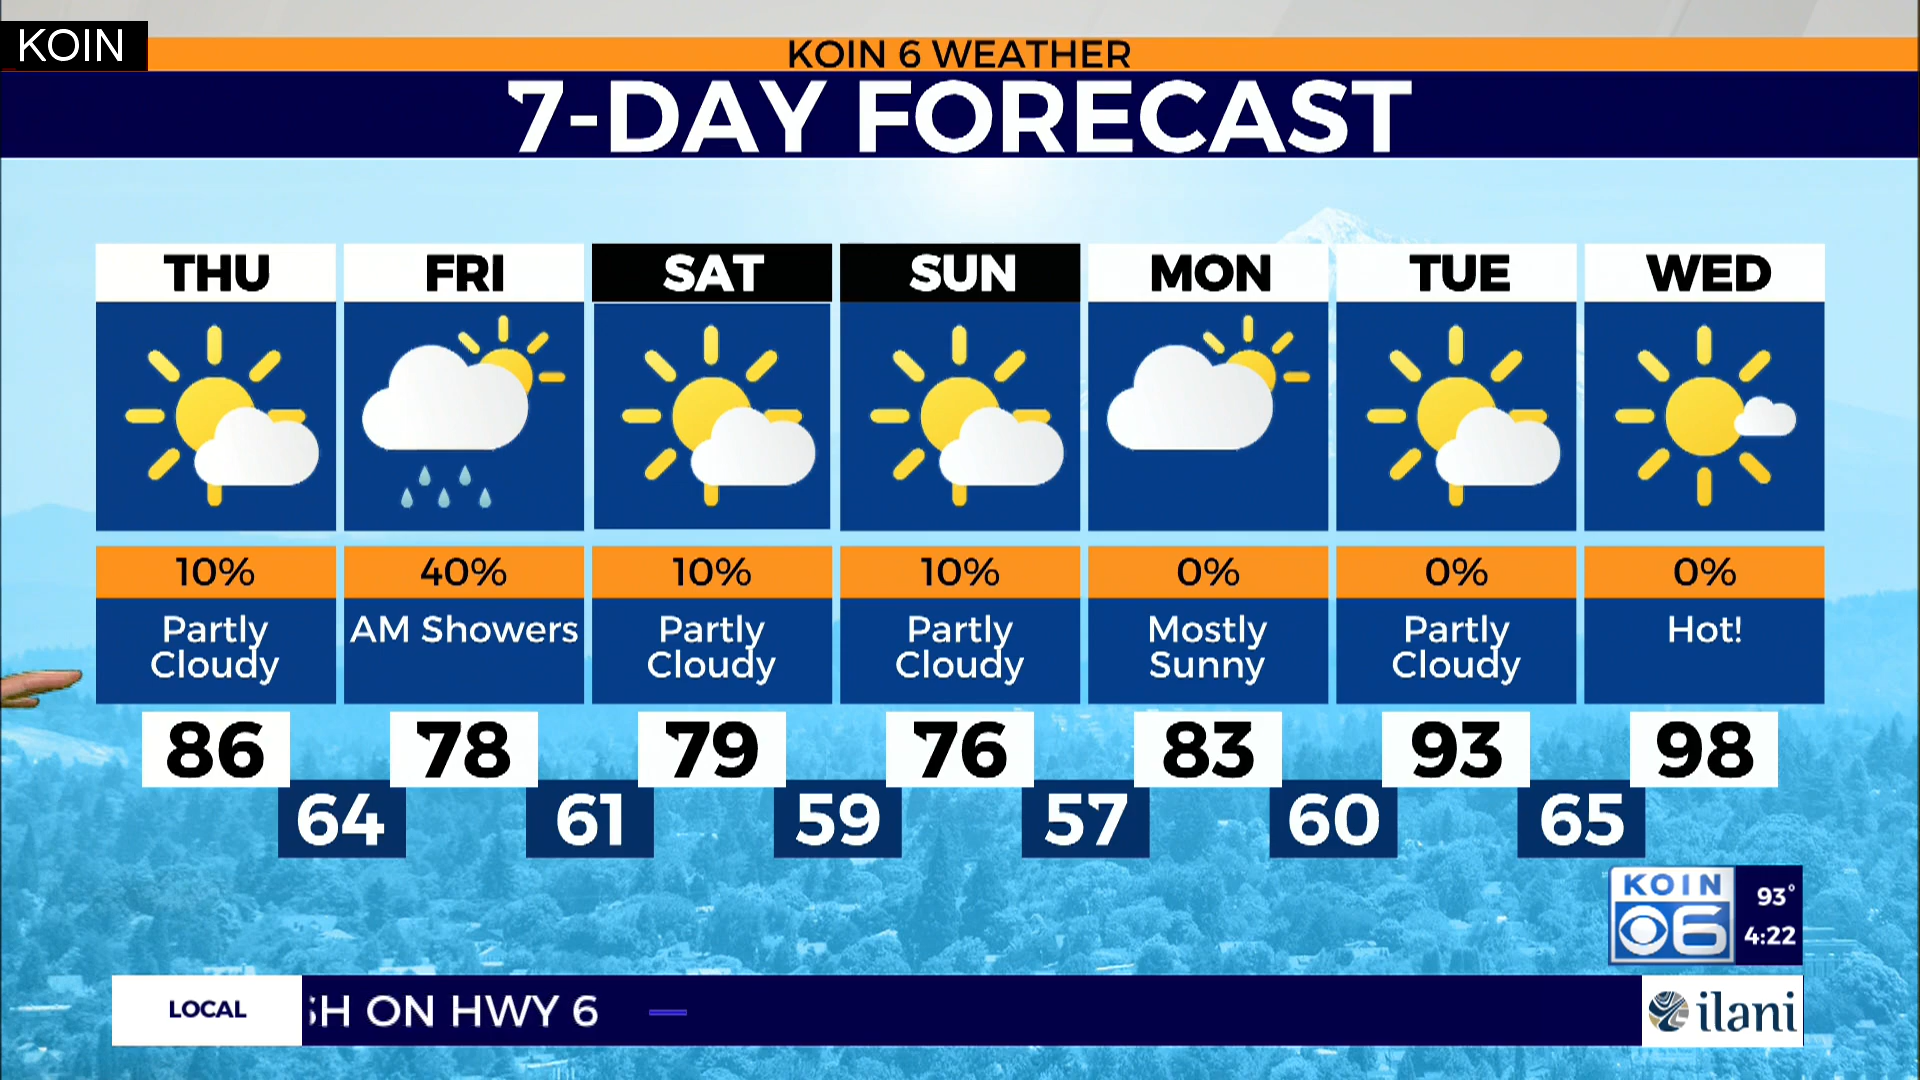 KOIN
KOIN 6 WEATHER
7-DAY FORECAST
THU FRI SAT SUN MON TUE WED
10% 40% 10% 10% 0% 0% 0%
Partly AM Showers Partly Partly Mostly Partly Hot!
Cloudy Cloudy Cloudy Sunny Cloudy
86 78 79 76 83 93 98
64 61 59 57 60 65
KOIN 93°
6 4:22
LOCAL SH ON HWY 6 — ilani